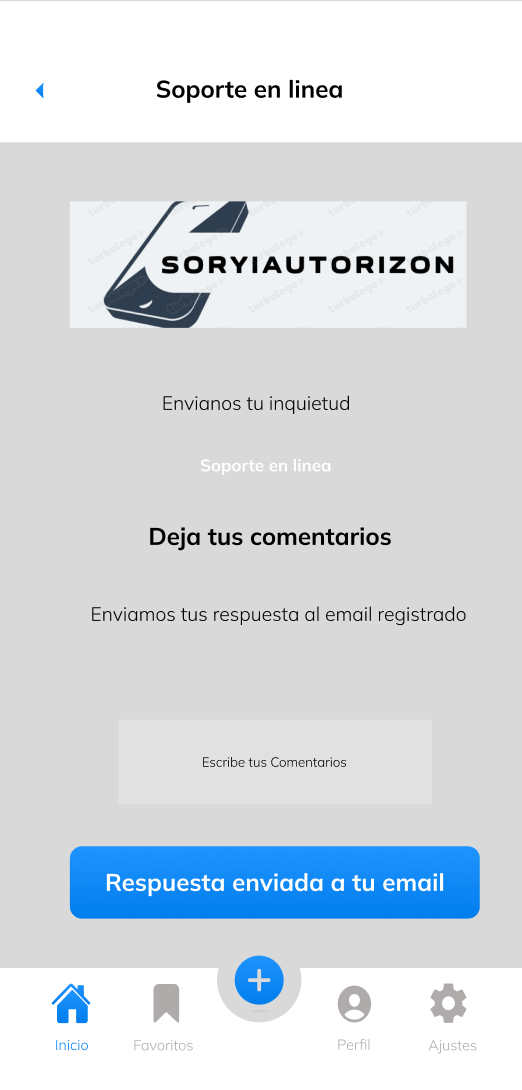 Soporte en linea
SORYIAUTORIZON
Envianos tu inquietud
Soporte en linea
Deja tus comentarios
Enviamos tus respuesta al email registrado
Escribe tus Comentarios
Respuesta enviada a tu email
Inicio
Favoritos
Perfil
Ajustes